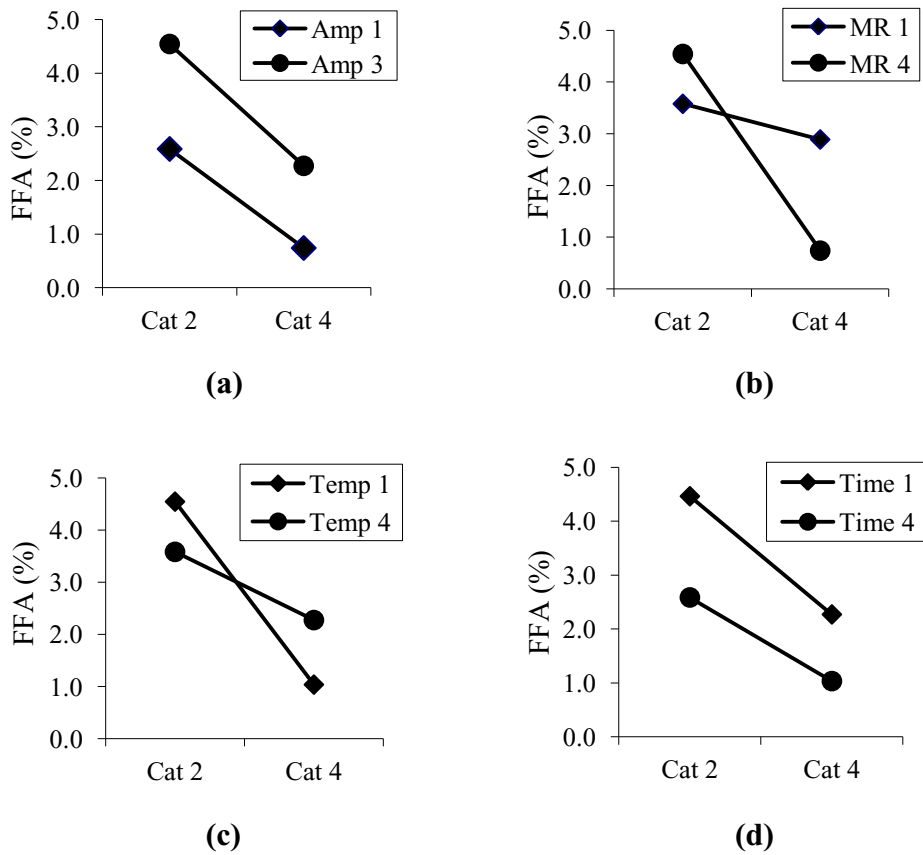 5.0
4.0
3.0
2.0
1.0
0.0
FFA (%)
Amp 1
Amp 3
Cat 2 Cat 4
(a)
5.0
4.0
3.0
2.0
1.0
0.0
FFA (%)
MR 1
MR 4
Cat 2 Cat 4
(b)
5.0
4.0
3.0
2.0
1.0
0.0
FFA (%)
Temp 1
Temp 4
Cat 2 Cat 4
(c)
5.0
4.0
3.0
2.0
1.0
0.0
FFA (%)
Time 1
Time 4
Cat 2 Cat 4
(d)